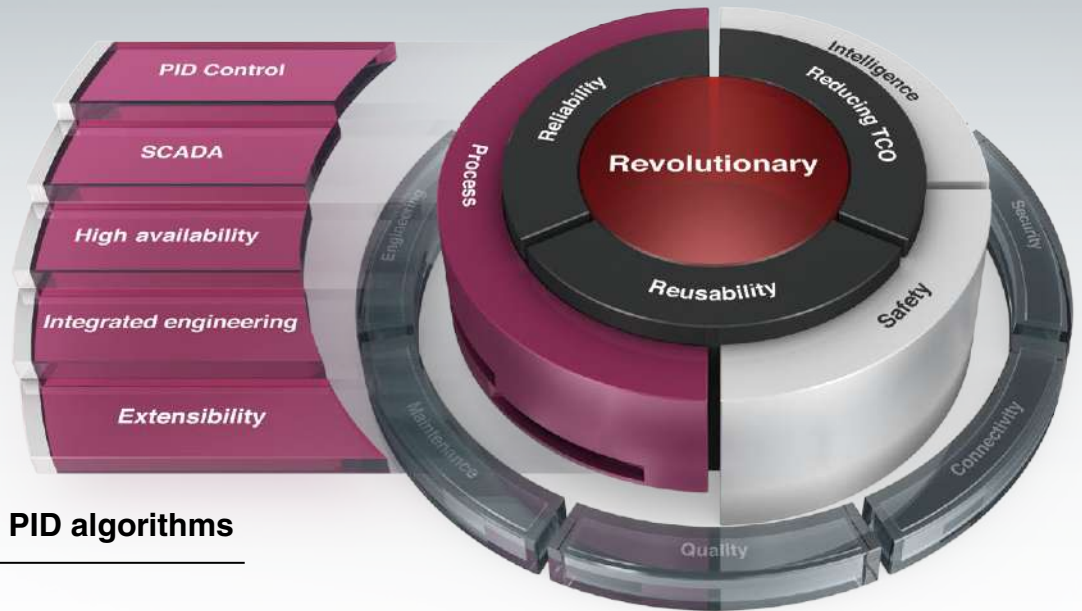 PID Control
SCADA
High availability
Integrated engineering
Extensibility
Process
Intelligence
Safety
Reliability
Reducing TCO
Reusability
Revolutionary
Engineering
Maintenance
Quality
Connectivity
Security
PID algorithms